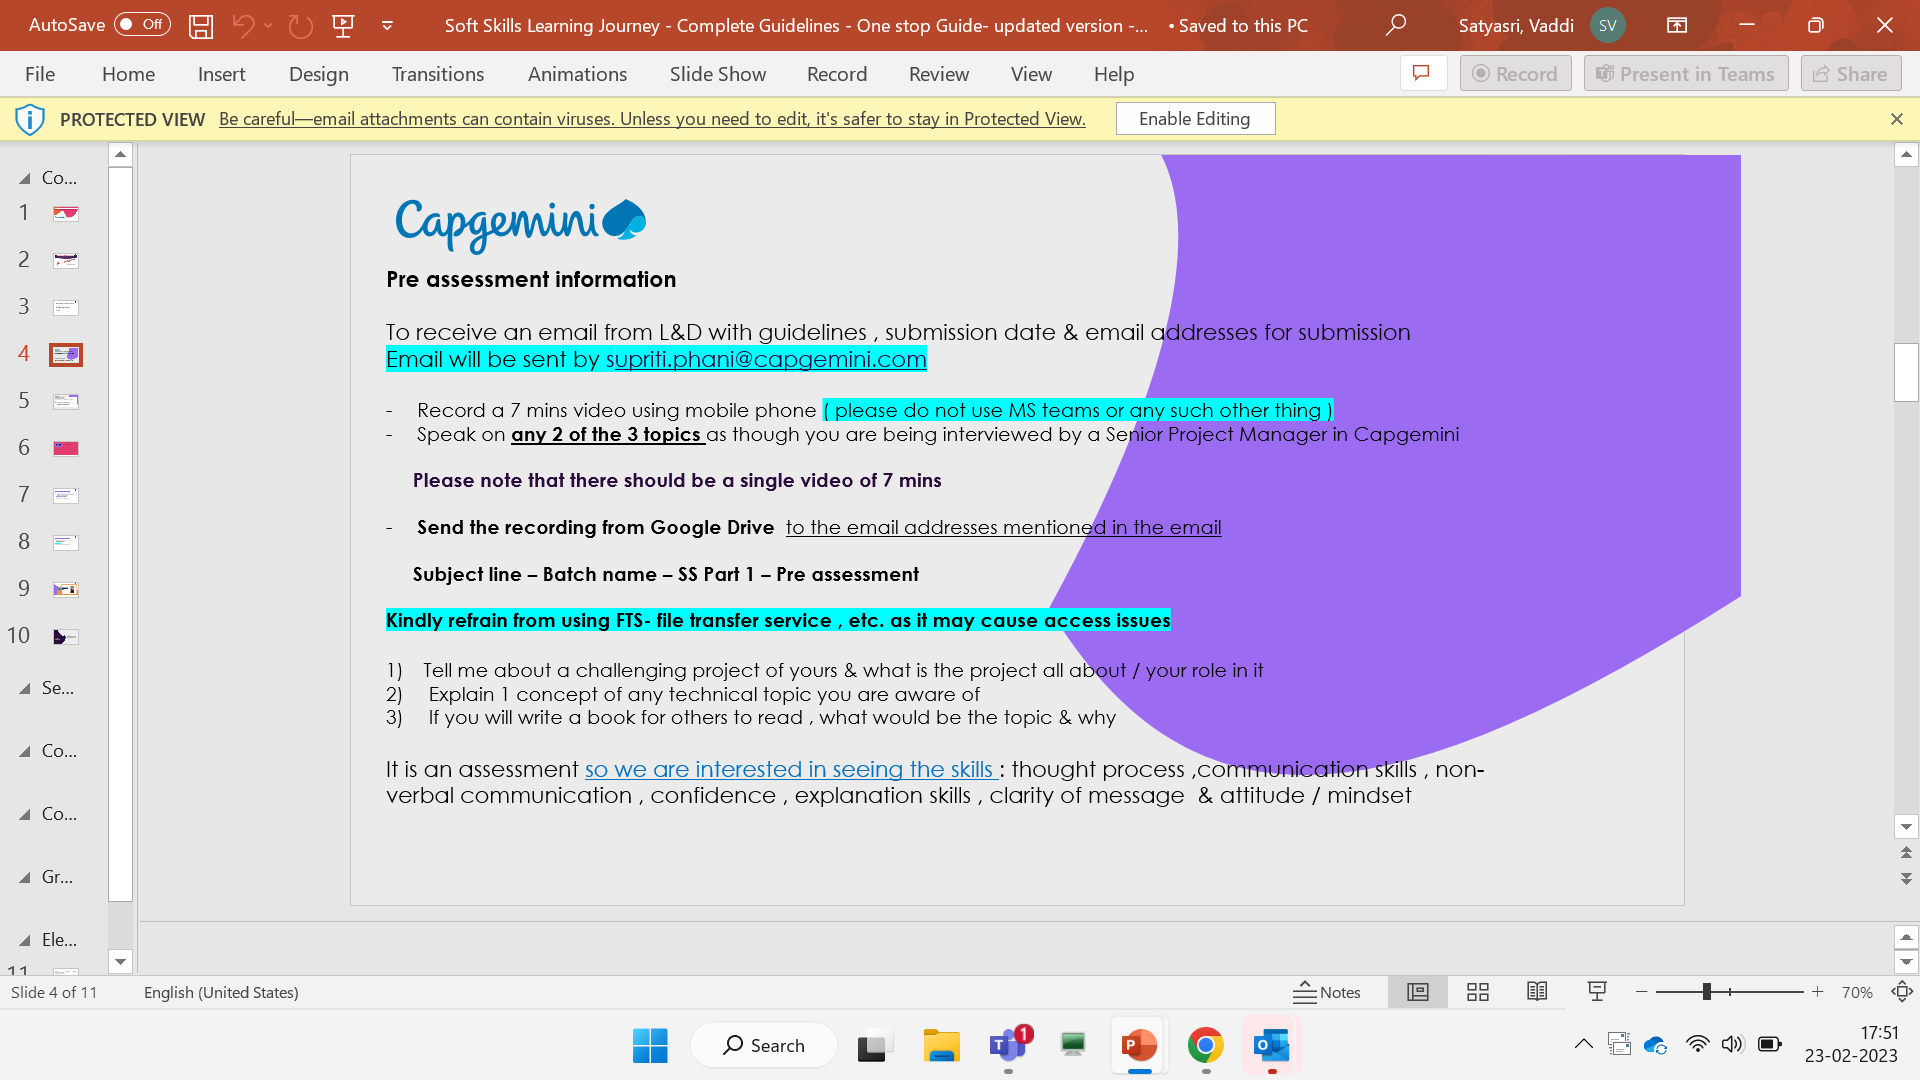 AutoSave Off Soft Skills Learning Journey - Complete Guidelines - One stop Guide- updated version -... • Saved to this PC Satyasri, Vaddi SV
File Home Insert Design Transitions Animations Slide Show Record Review View Help Record Present in Teams Share
PROTECTED VIEW Be careful—email attachments can contain viruses. Unless you need to edit, it's safer to stay in Protected View. Enable Editing
Co...
1
2
3
4
5
6
7
8
9
10
Se...
Co...
Co...
Gr...
Ele...
11
Capgemini
Pre assessment information
To receive an email from L&D with guidelines , submission date & email addresses for submission
Email will be sent by supriti.phani@capgemini.com
- Record a 7 mins video using mobile phone ( please do not use MS teams or any such other thing )
- Speak on any 2 of the 3 topics as though you are being interviewed by a Senior Project Manager in Capgemini
Please note that there should be a single video of 7 mins
- Send the recording from Google Drive to the email addresses mentioned in the email
Subject line – Batch name – SS Part 1 – Pre assessment
Kindly refrain from using FTS- file transfer service , etc. as it may cause access issues
1) Tell me about a challenging project of yours & what is the project all about / your role in it
2) Explain 1 concept of any technical topic you are aware of
3) If you will write a book for others to read , what would be the topic & why
It is an assessment so we are interested in seeing the skills : thought process ,communication skills , non-
verbal communication , confidence , explanation skills , clarity of message & attitude / mindset
Slide 4 of 11 English (United States) Notes 70%
Search 1 17:51
23-02-2023